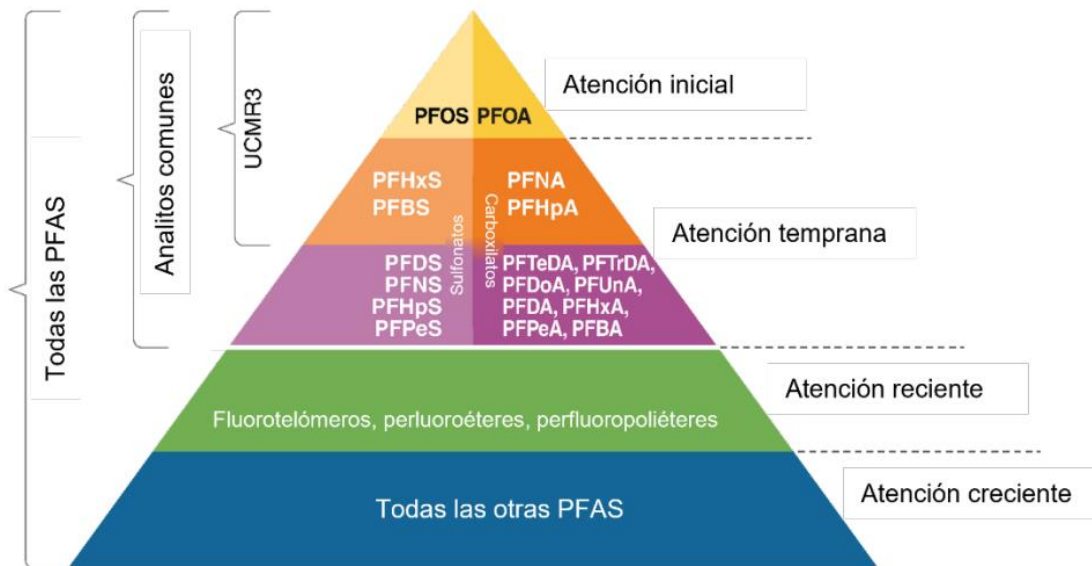 Todas las PFAS
Analitos comunes
UCMR3
PFOS PFOA
Atención inicial
PFHxS
PFBS
PFNA
PFHpA
Sulfonatos
Carboxilatos
Atención temprana
PFDS
PFNS
PFHpS
PFPeS
PFTeDA, PFTrDA,
PFDoA, PFUnA,
PFDA, PFHxA,
PFPeA, PFBA
Atención reciente
Fluorotelómeros, perluoroéteres, perfluoropoliéteres
Atención creciente
Todas las otras PFAS